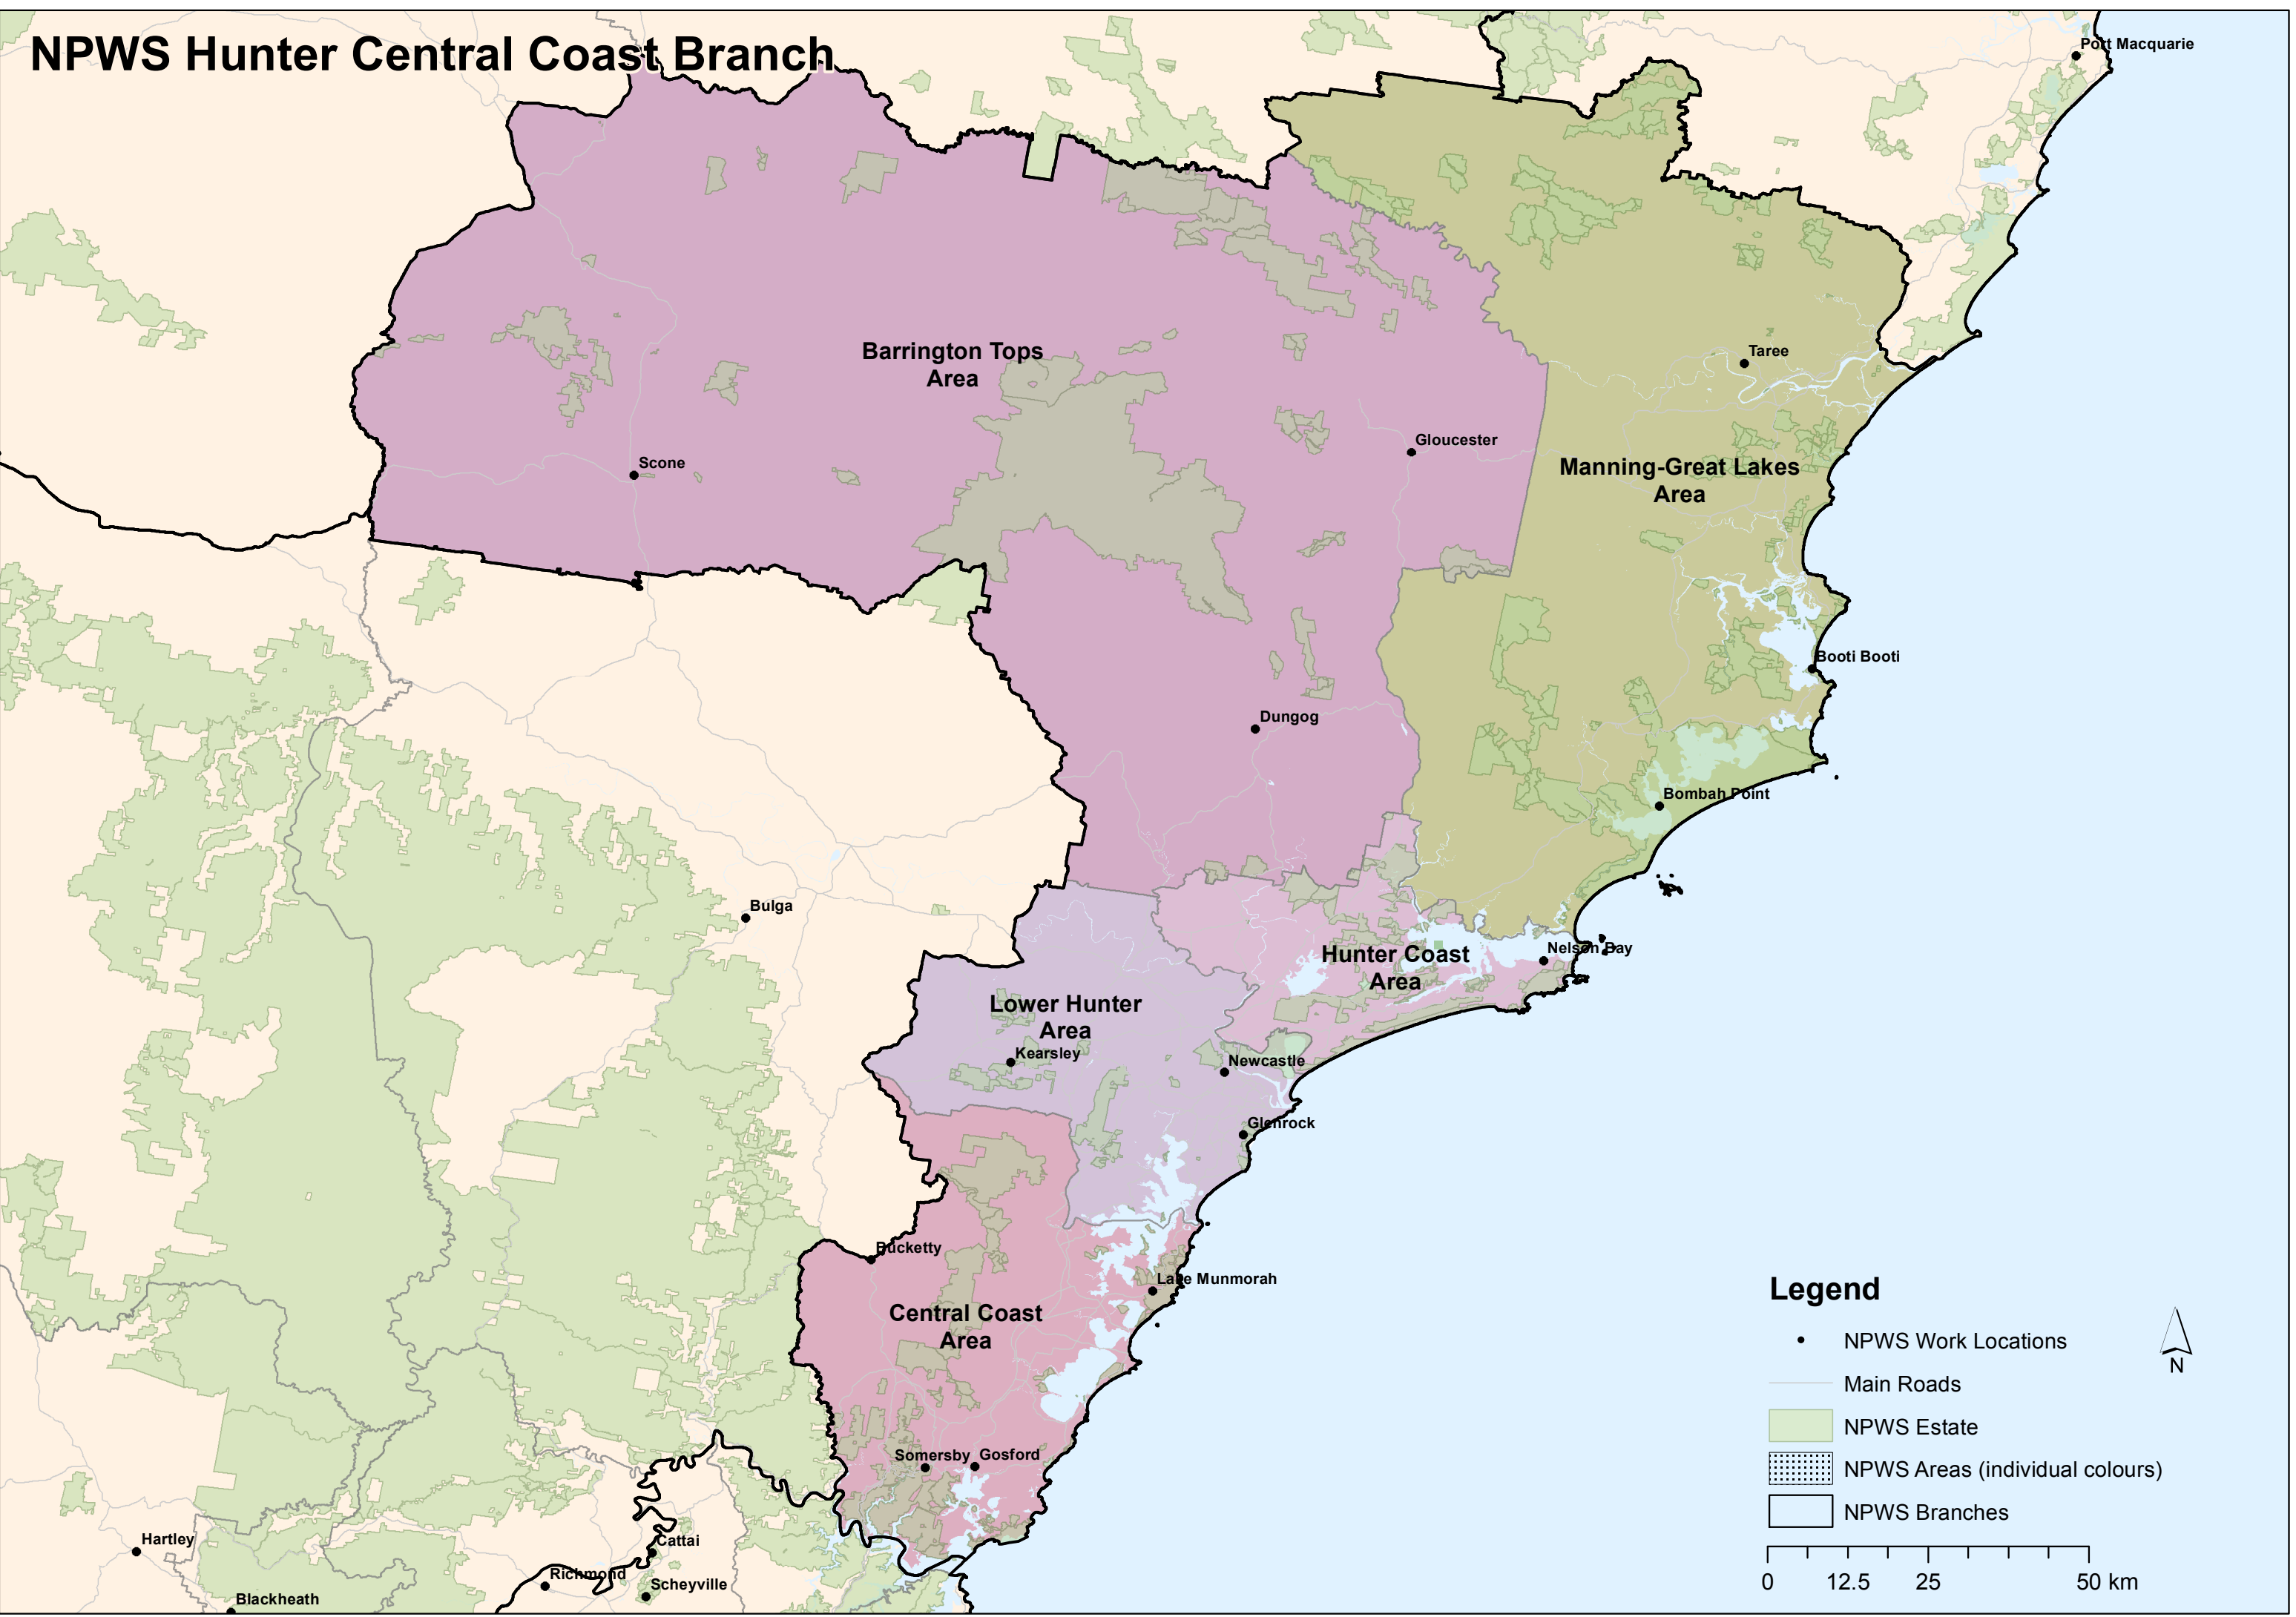 NPWS Hunter Central Coast Branch
Port Macquarie
Barrington Tops
Area
Taree
Gloucester
Scone
Manning-Great Lakes
Area
Booti Booti
Dungog
Bombah Point
Bulga
Hunter Coast
Area
Nelson Bay
Lower Hunter
Area
Kearsley
Newcastle
Glenrock
Bucketty
Lake Munmorah
Central Coast
Area
Somersby
Gosford
Hartley
Cattai
Richmond
Scheyville
Blackheath
Legend
NPWS Work Locations
Main Roads
NPWS Estate
NPWS Areas (individual colours)
NPWS Branches
N
0 12.5 25 50 km